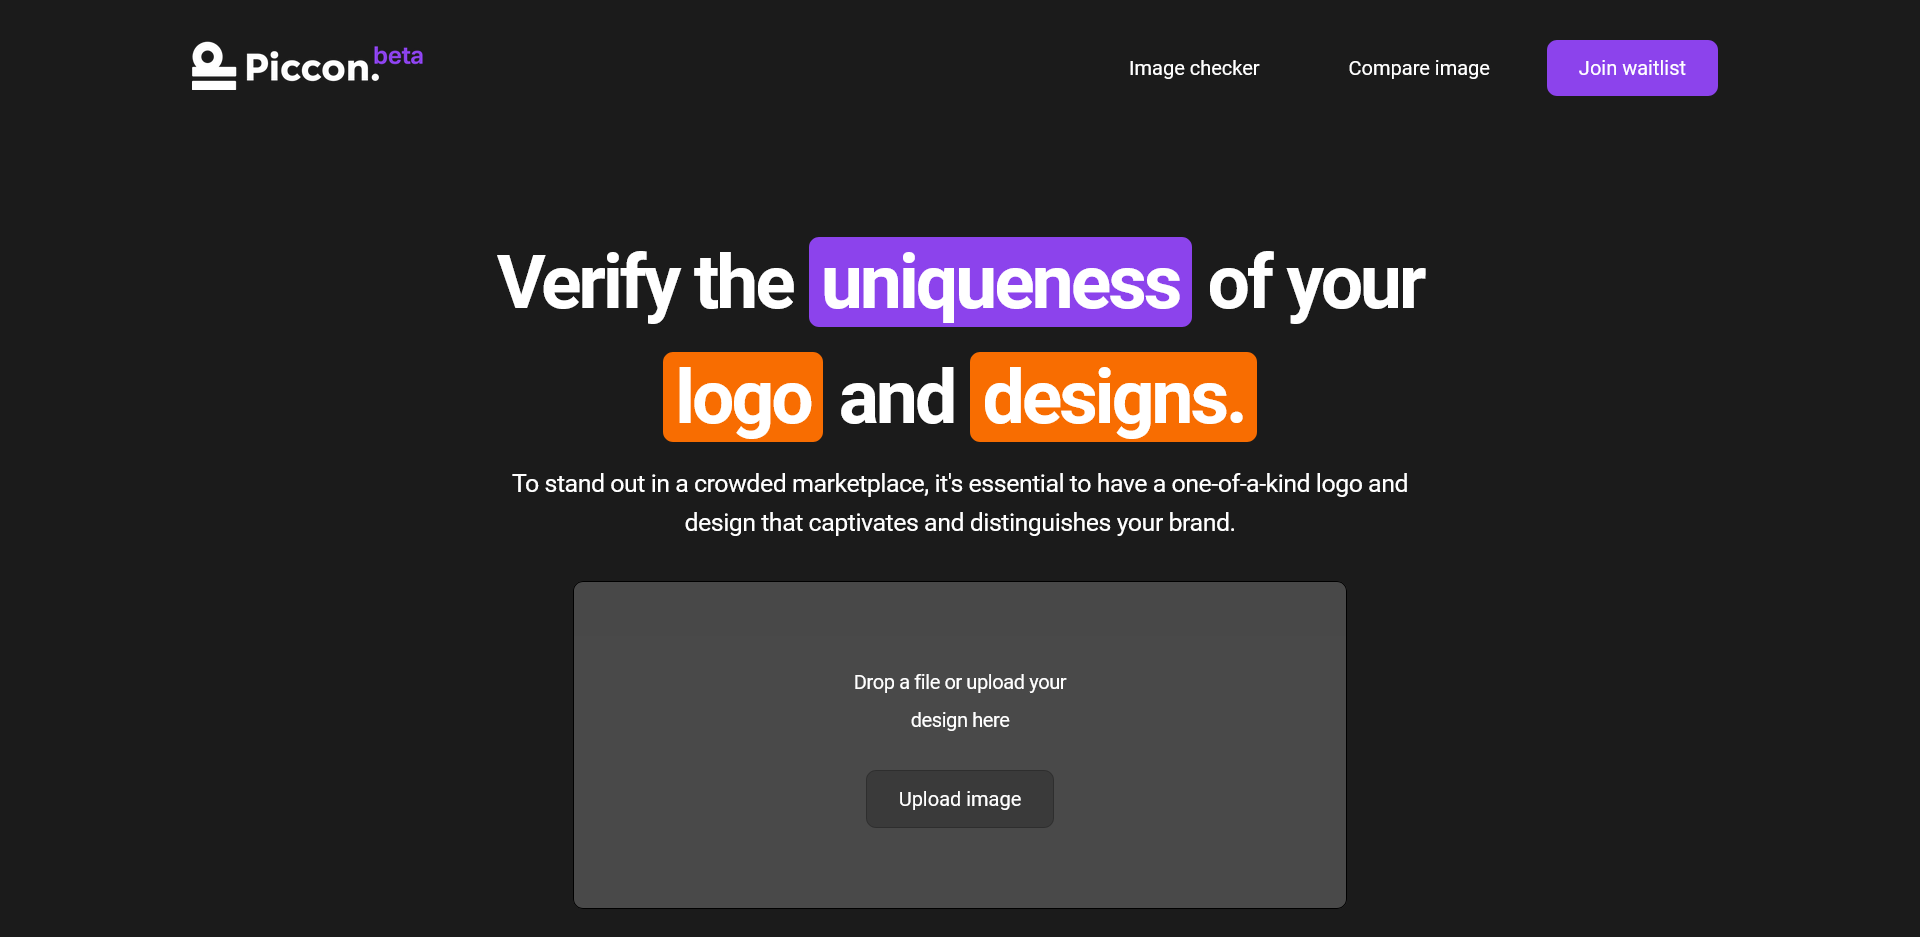 Piccon.beta
Image checker
Compare image
Join waitlist
Verify the uniqueness of your
logo and designs.
To stand out in a crowded marketplace, it's essential to have a one-of-a-kind logo and
design that captivates and distinguishes your brand.
Drop a file or upload your
design here
Upload image